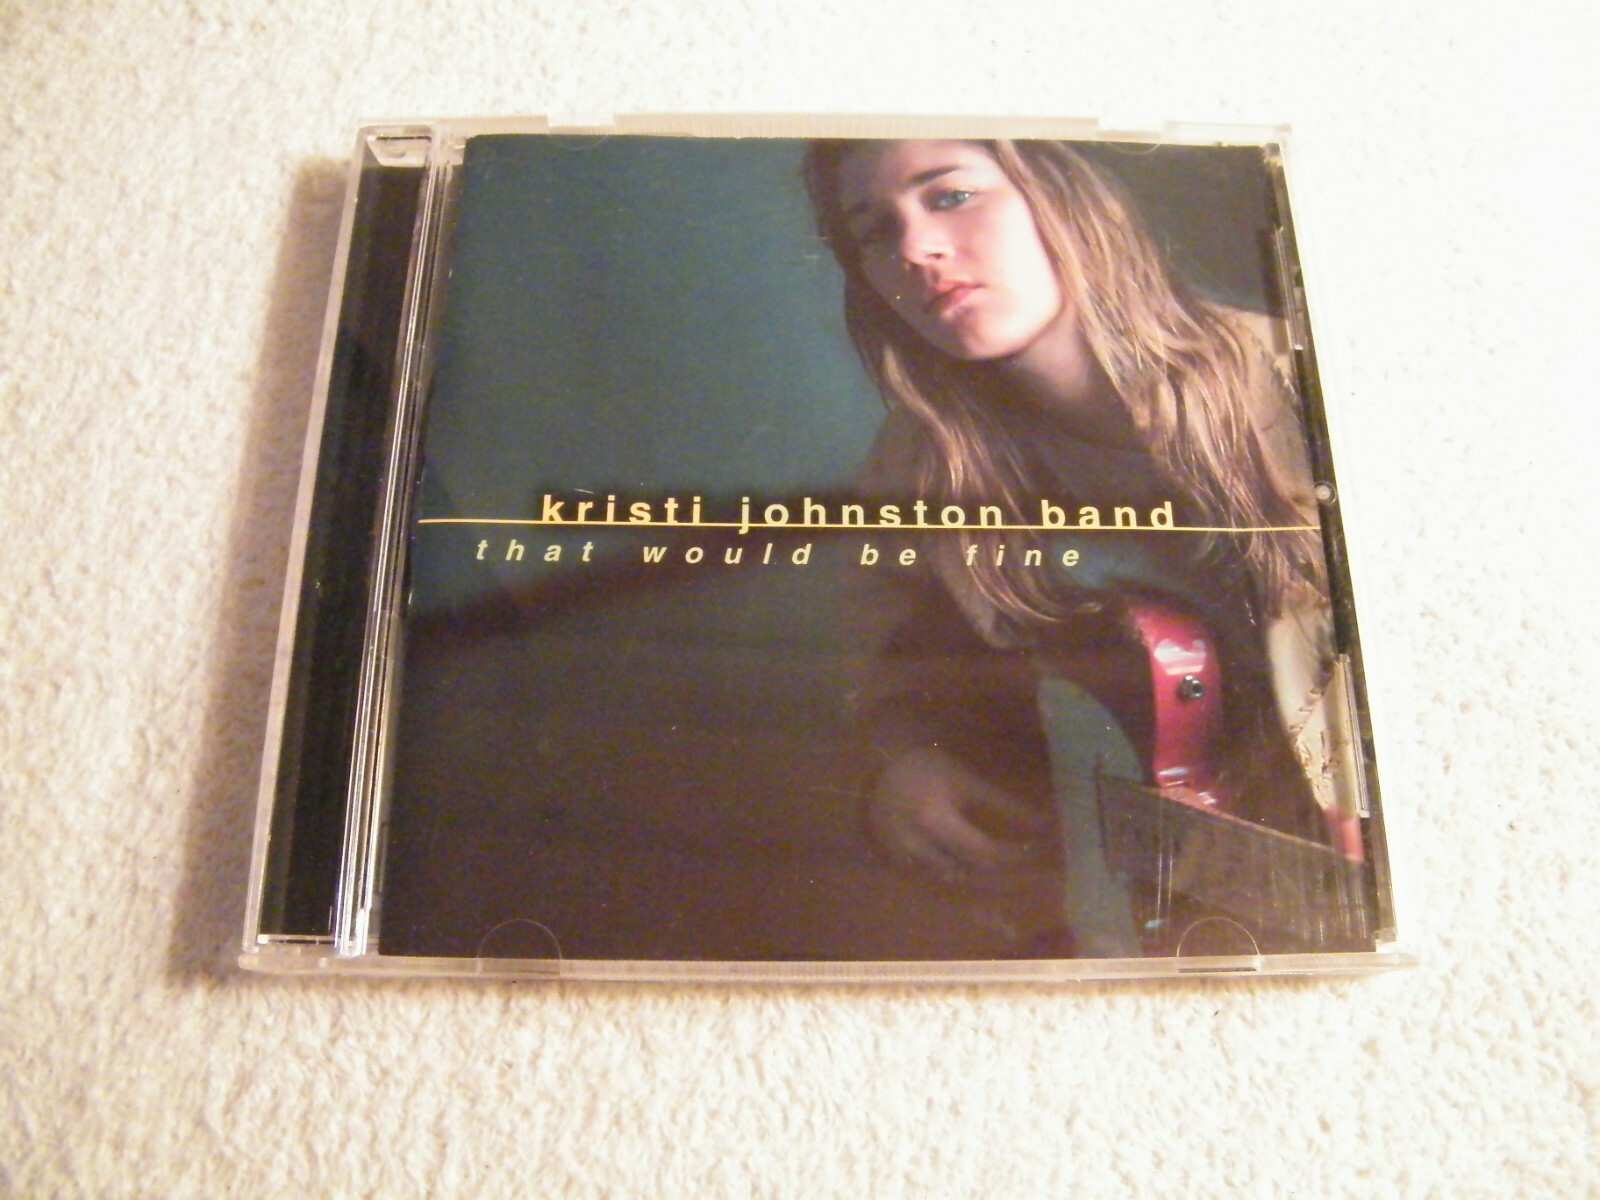 kristi johnston band
that would be fine